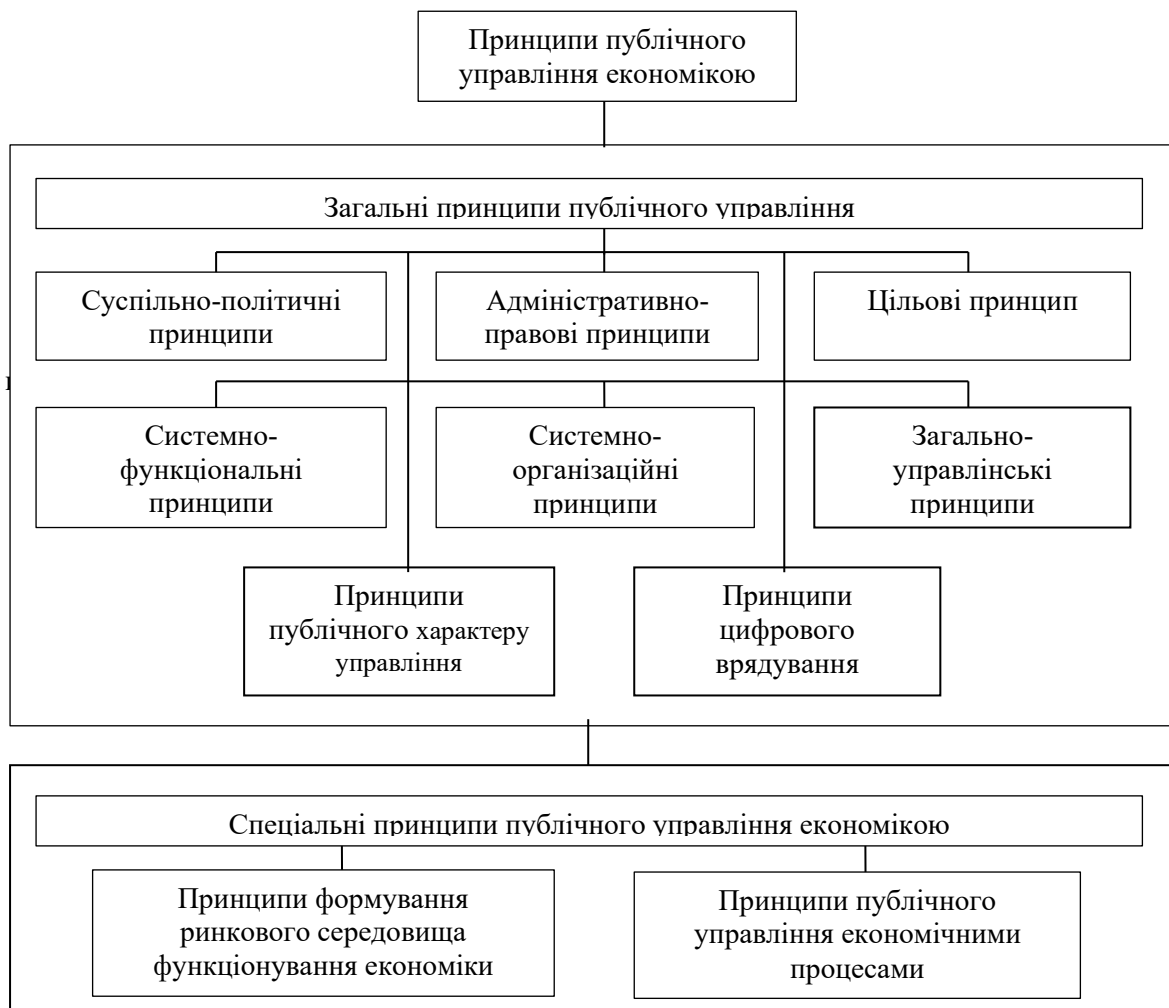 Принципи публічного
управління економікою
Загальні принципи публічного управління
Суспільно-політичні
принципи
Адміністративно-
правові принципи
Цільові принцип
Системно-
функціональні
принципи
Системно-
організаційні
принципи
Загально-
управлінські
принципи
Принципи
публічного характеру
управління
Принципи
цифрового
врядування
Спеціальні принципи публічного управління економікою
Принципи формування
ринкового середовища
функціонування економіки
Принципи публічного
управління економічними
процесами